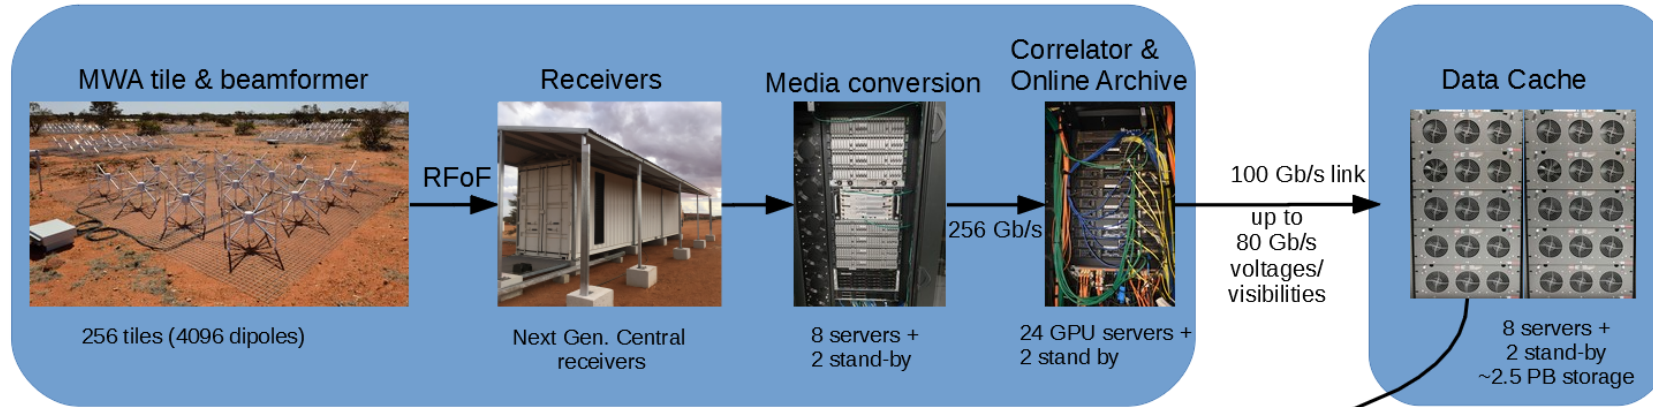 MWA tile & beamformer
Receivers
Media conversion
Correlator &
Online Archive
Data Cache
RFoF
256 Gb/s
100 Gb/s link
up to
80 Gb/s
voltages/
visibilities
256 tiles (4096 dipoles)
Next Gen. Central
receivers
8 servers +
2 stand-by
24 GPU servers +
2 stand by
8 servers +
2 stand-by
~2.5 PB storage